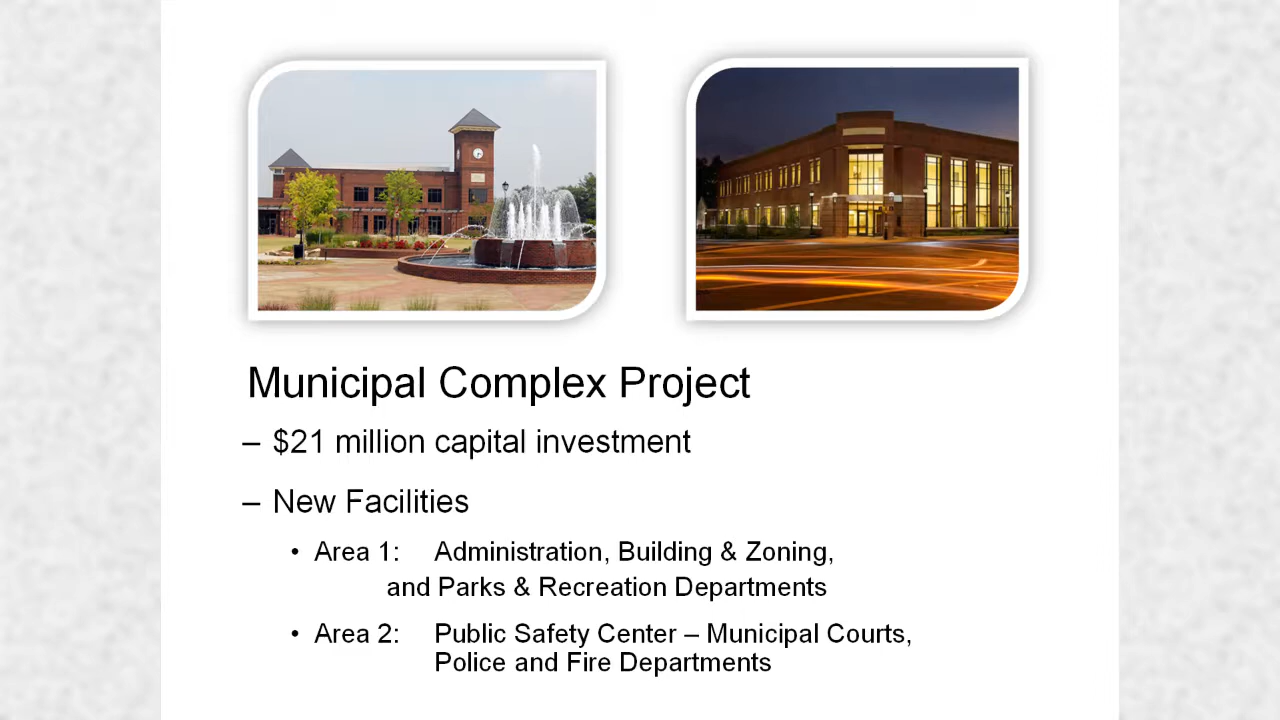 Municipal Complex Project
– $21 million capital investment
– New Facilities
• Area 1: Administration, Building & Zoning,
and Parks & Recreation Departments
• Area 2: Public Safety Center – Municipal Courts,
Police and Fire Departments